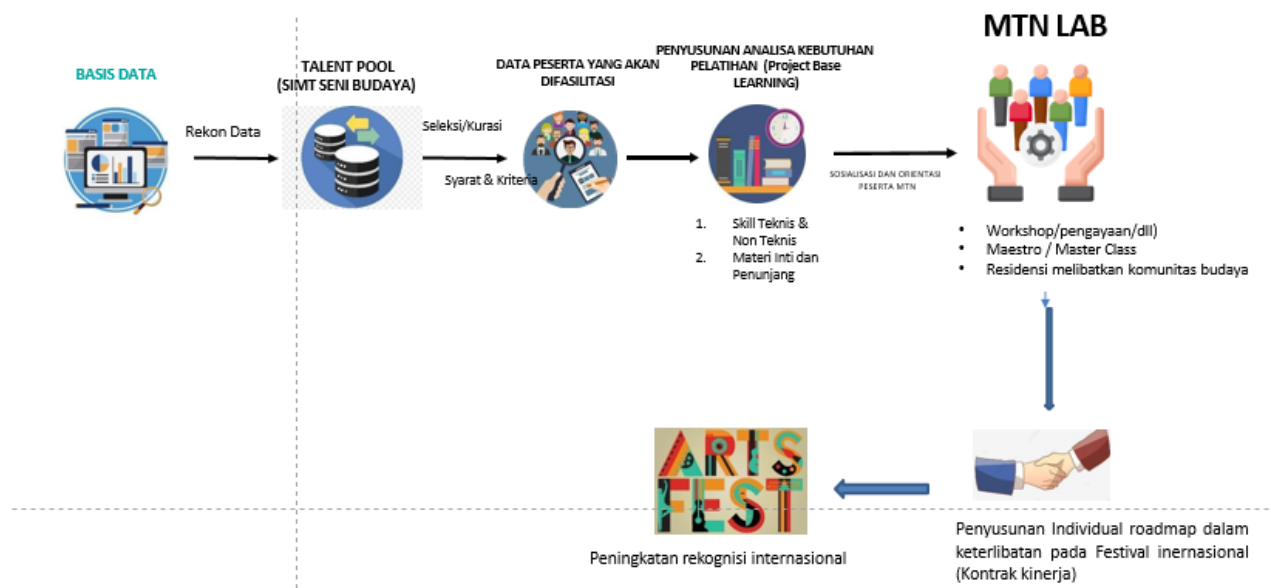 BASIS DATA
Rekon Data
TALENT POOL
(SIMT SENI BUDAYA)
Seleksi/Kurasi
Syarat & Kriteria
DATA PESERTA YANG AKAN
DIFASILITASI
PENYUSUNAN ANALISA KEBUTUHAN
PELATIHAN (Project Base
LEARNING)
1. Skill Teknis &
Non Teknis
2. Materi Inti dan
Penunjang
SOSIALISASI DAN ORIENTASI
PESERTA MTN
MTN LAB
• Workshop/pengayaan/dll)
• Maestro / Master Class
• Residensi melibatkan komunitas budaya
Penyusunan Individual roadmap dalam
keterlibatan pada Festival inernasional
(Kontrak kinerja)
ARTS
FEST
Peningkatan rekognisi internasional